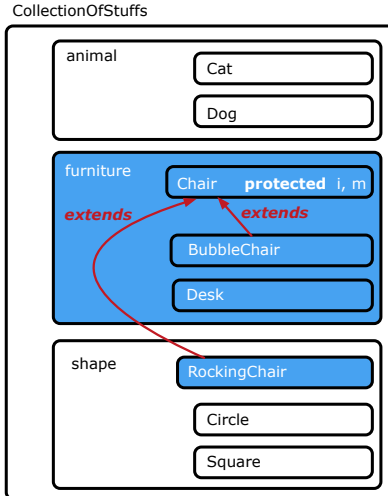 CollectionOfStuffs
animal
Cat
Dog
furniture
Chair protected i, m
extends
extends
BubbleChair
Desk
shape
RockingChair
Circle
Square